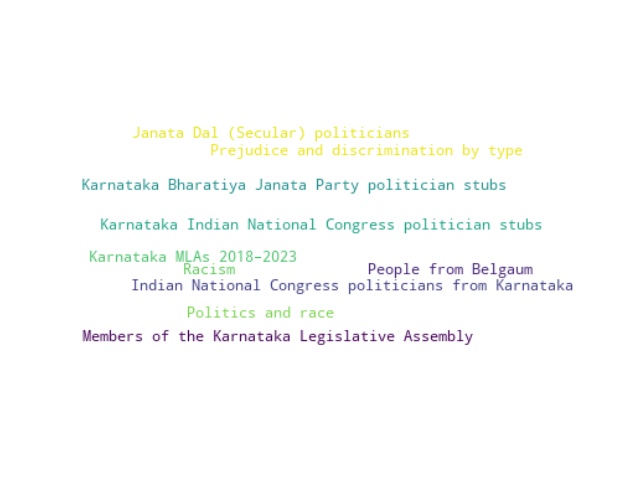 Janata Dal (Secular) politicians
Prejudice and discrimination by type
Karnataka Bharatiya Janata Party politician stubs
Karnataka Indian National Congress politician stubs
Karnataka MLAs 2018–2023
Racism
People from Belgaum
Indian National Congress politicians from Karnataka
Politics and race
Members of the Karnataka Legislative Assembly